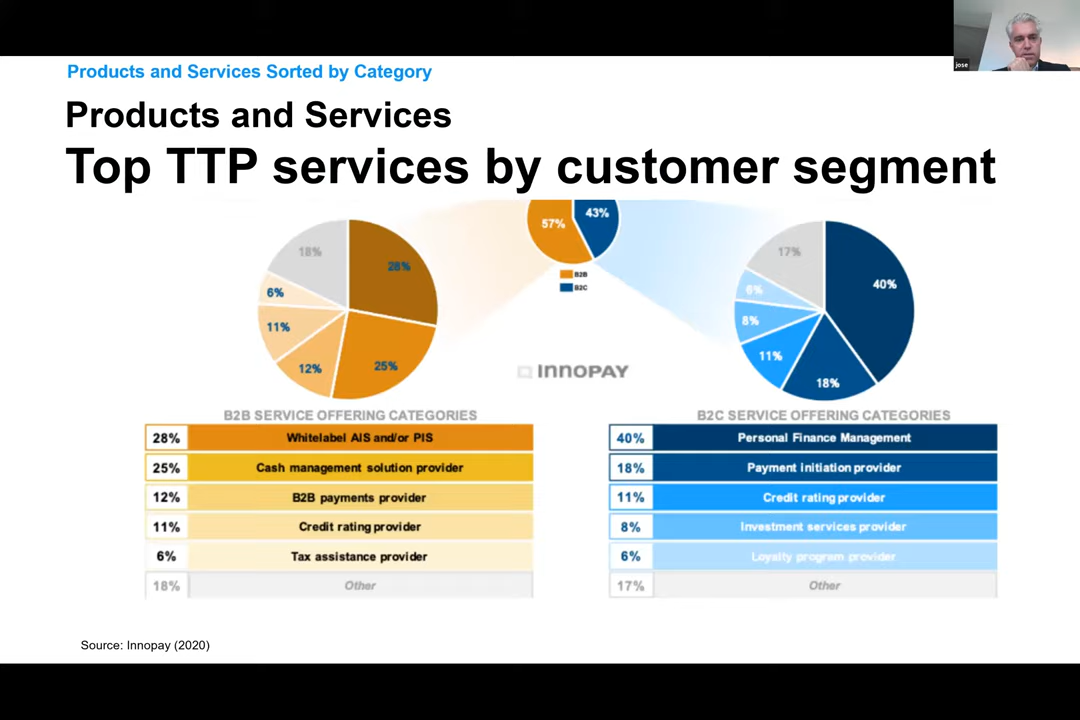 jose
Products and Services Sorted by Category
Products and Services
Top TTP services by customer segment
57%
43%
B2B
B2C
18%
28%
6%
11%
12%
25%
17%
40%
6%
8%
11%
18%
INNOPAY
B2B SERVICE OFFERING CATEGORIES
28% Whitelabel AIS and/or PIS
25% Cash management solution provider
12% B2B payments provider
11% Credit rating provider
6% Tax assistance provider
18% Other
B2C SERVICE OFFERING CATEGORIES
40% Personal Finance Management
18% Payment initiation provider
11% Credit rating provider
8% Investment services provider
6% Loyalty program provider
17% Other
Source: Innopay (2020)